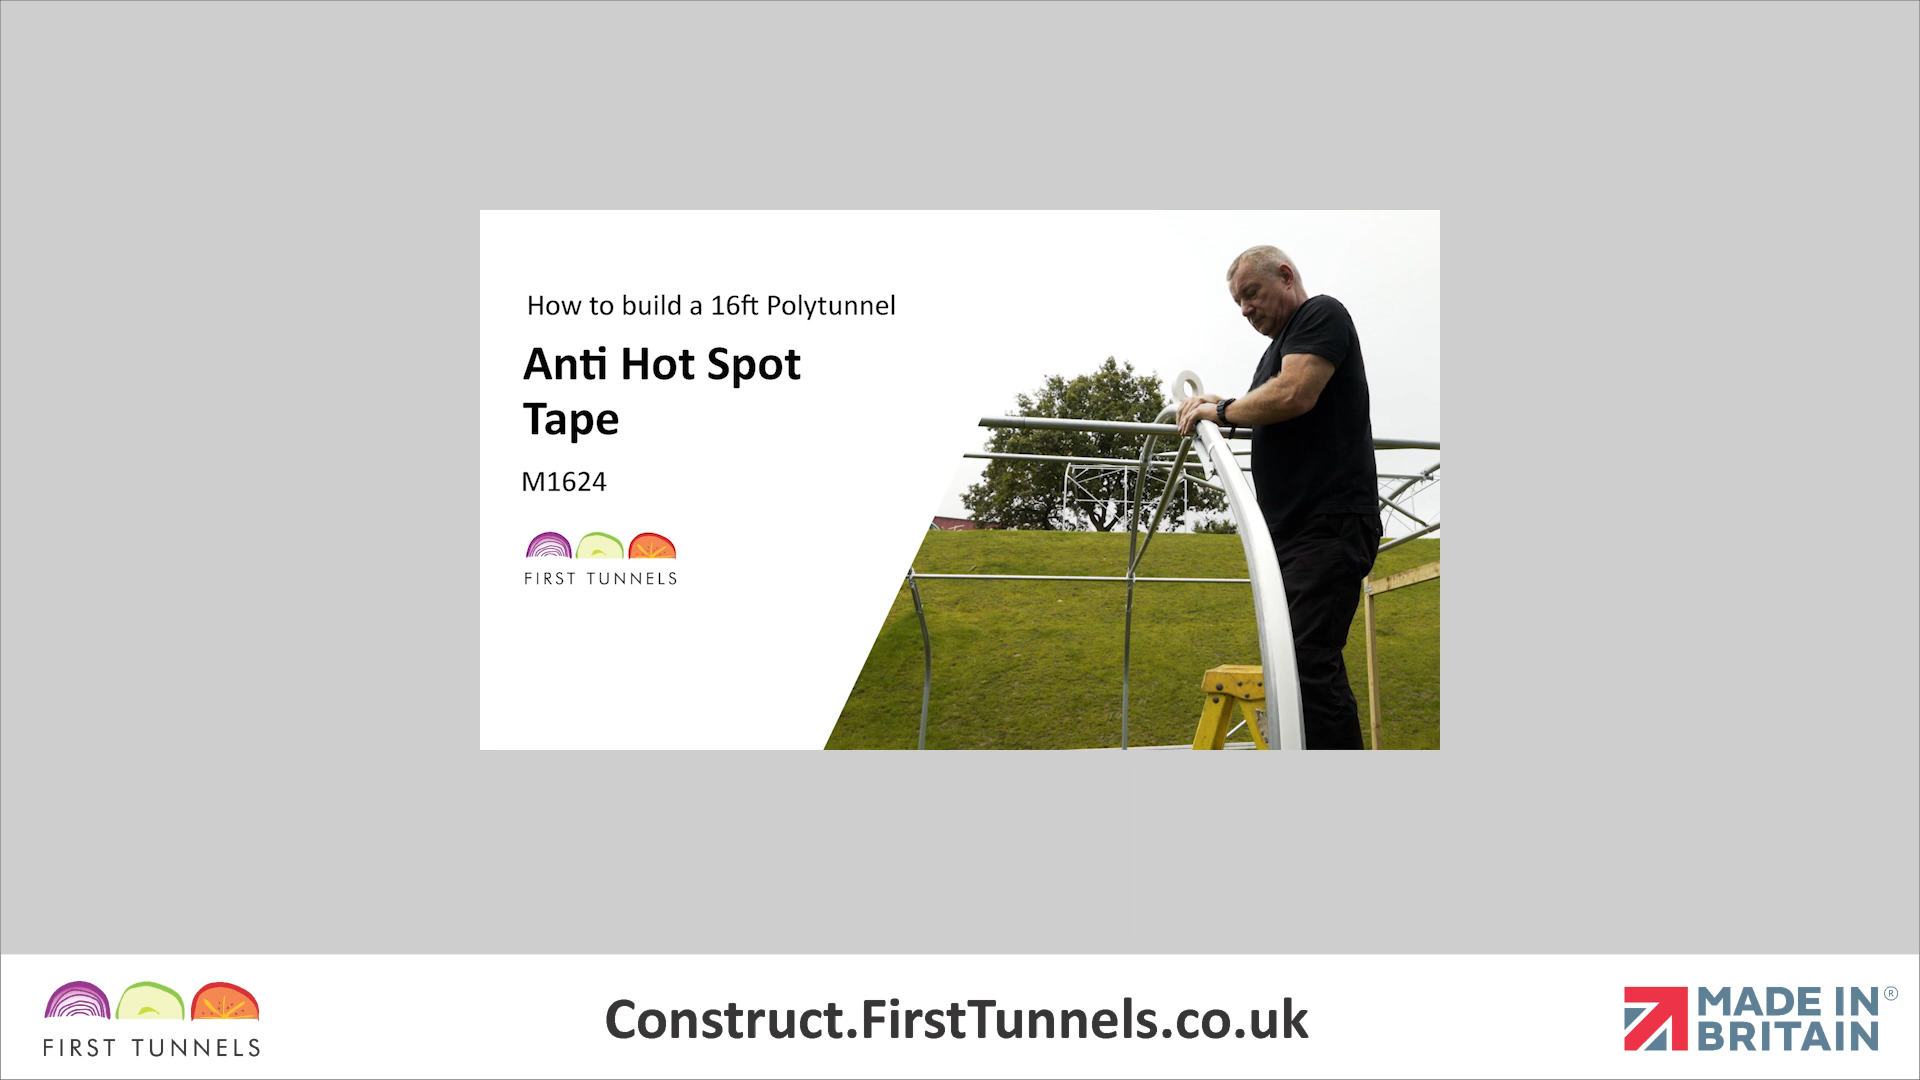 How to build a 16ft Polytunnel
Anti Hot Spot
Tape
M1624
FIRST TUNNELS
FIRST TUNNELS
Construct.FirstTunnels.co.uk
MADE IN ®
BRITAIN